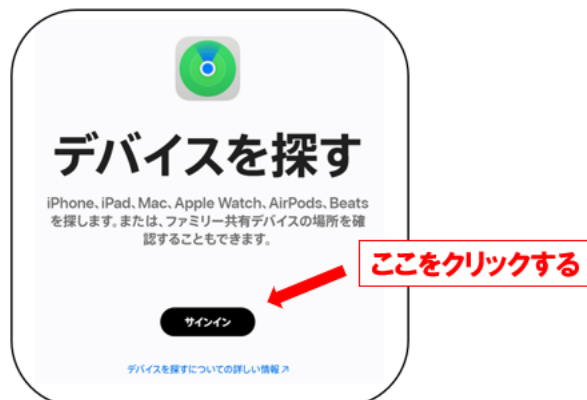 デバイスを探す
iPhone、iPad、Mac、Apple Watch、AirPods、Beats
を探します。または、ファミリー共有デバイスの場所を確
認することもできます。
ここをクリックする
サインイン
デバイスを探すについての詳しい情報↗